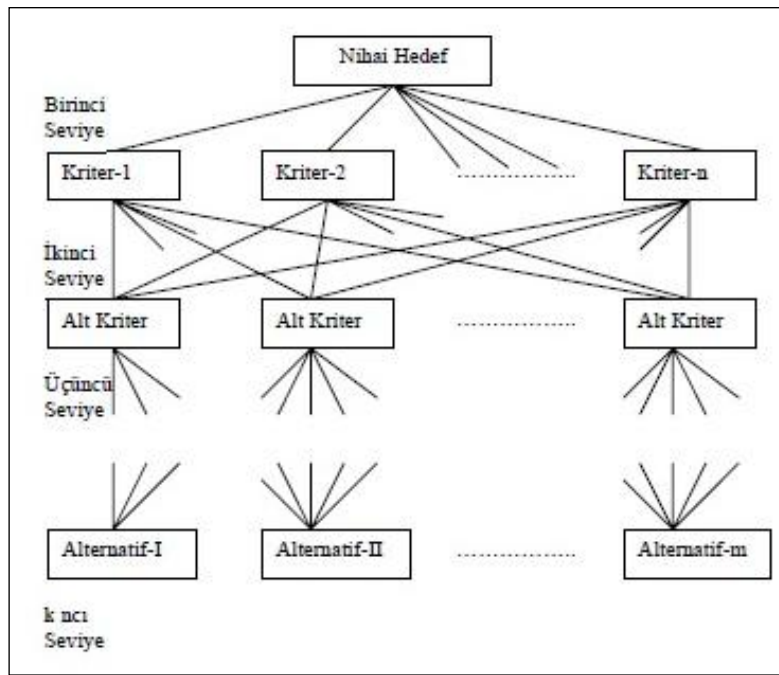 Nihai Hedef
Birinci
Seviye
Kriter-1 Kriter-2 ..................... Kriter-n
İkinci
Seviye
Alt Kriter Alt Kriter ..................... Alt Kriter
Üçüncü
Seviye
Alternatif-I Alternatif-II ..................... Alternatif-m
k ncı
Seviye